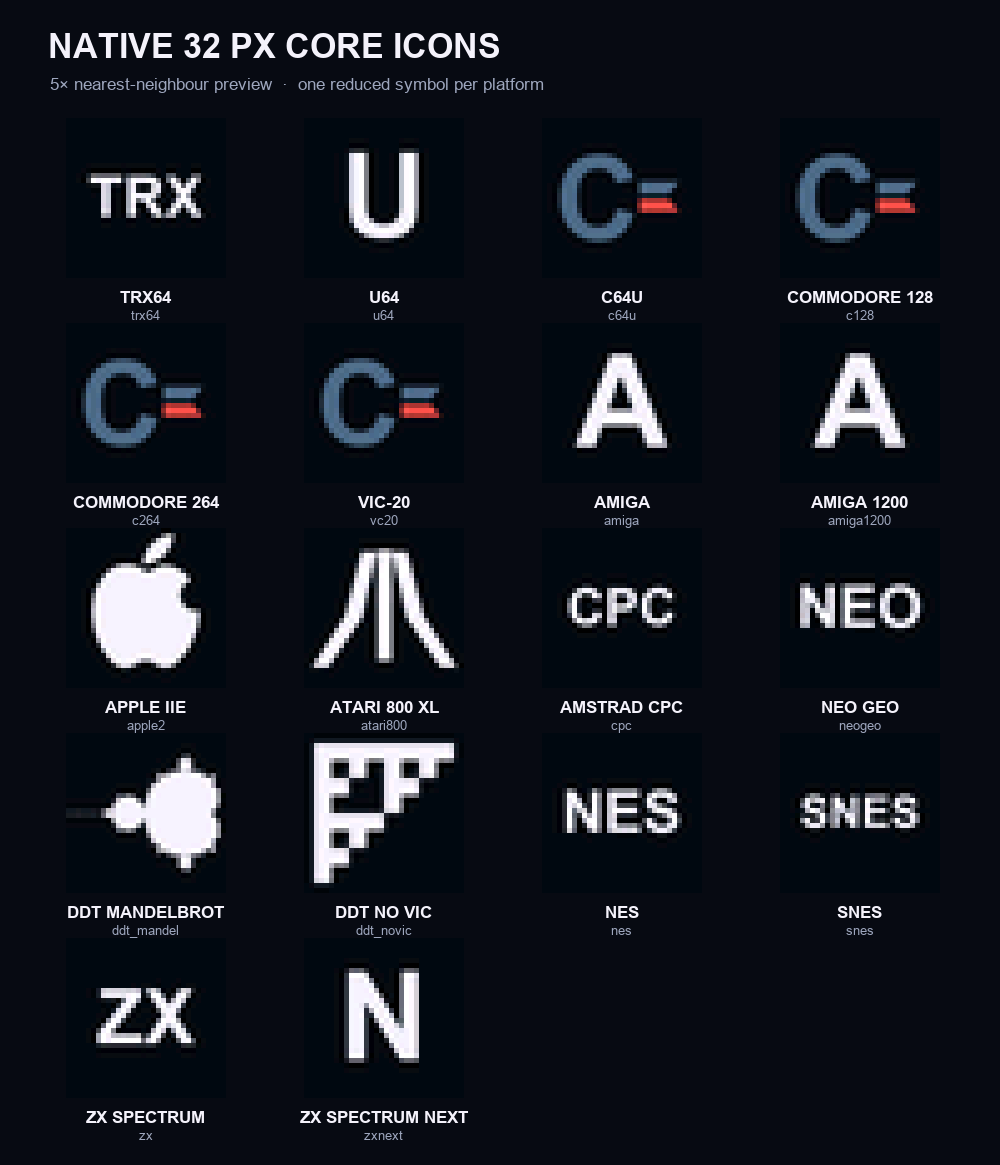 NATIVE 32 PX CORE ICONS
5× nearest-neighbour preview · one reduced symbol per platform
TRX U C= C=
TRX64 U64 C64U COMMODORE 128
trx64 u64 c64u c128
C= C= A A
COMMODORE 264 VIC-20 AMIGA AMIGA 1200
c264 vc20 amiga amiga1200
CPC NEO
APPLE IIE ATARI 800 XL AMSTRAD CPC NEO GEO
apple2 atari800 cpc neogeo
NES SNES
DDT MANDELBROT DDT NO VIC NES SNES
ddt_mandel ddt_novic nes snes
ZX N
ZX SPECTRUM ZX SPECTRUM NEXT
zx zxnext